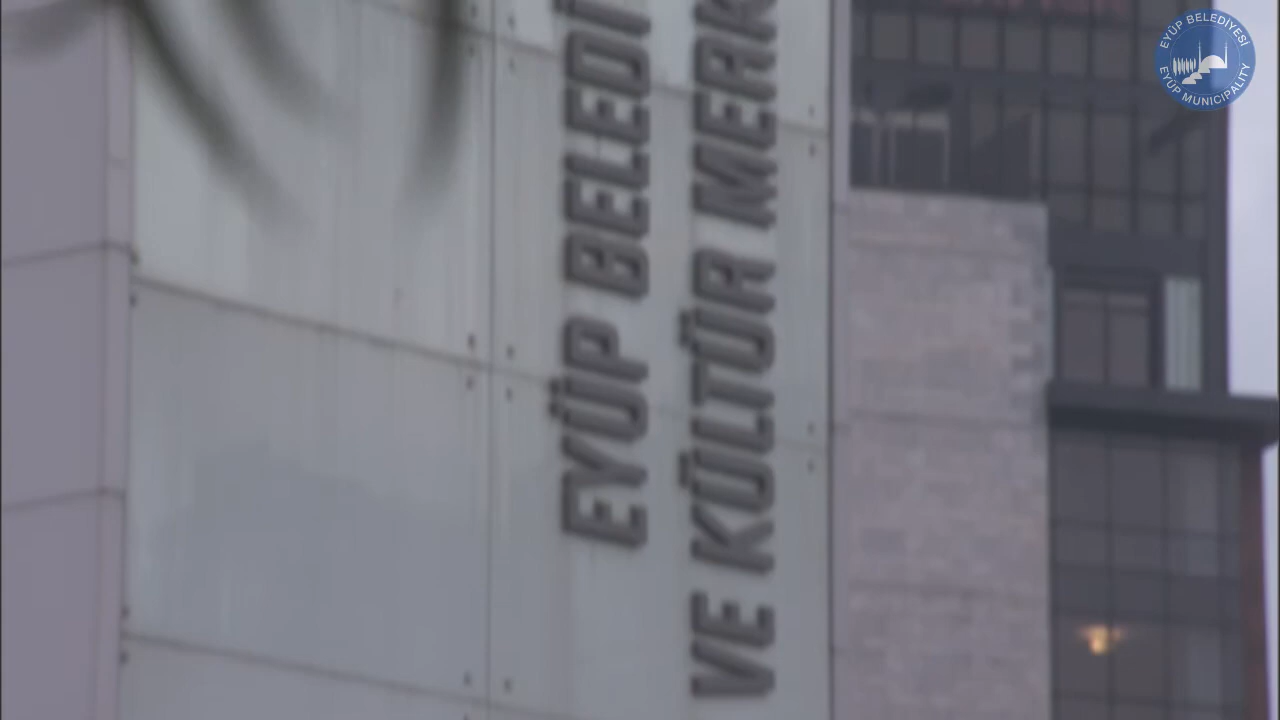 EYÜP BELEDİ
VE KÜLTÜR MERK
EYÜP BELEDİYESİ
EYÜP MUNICIPALITY